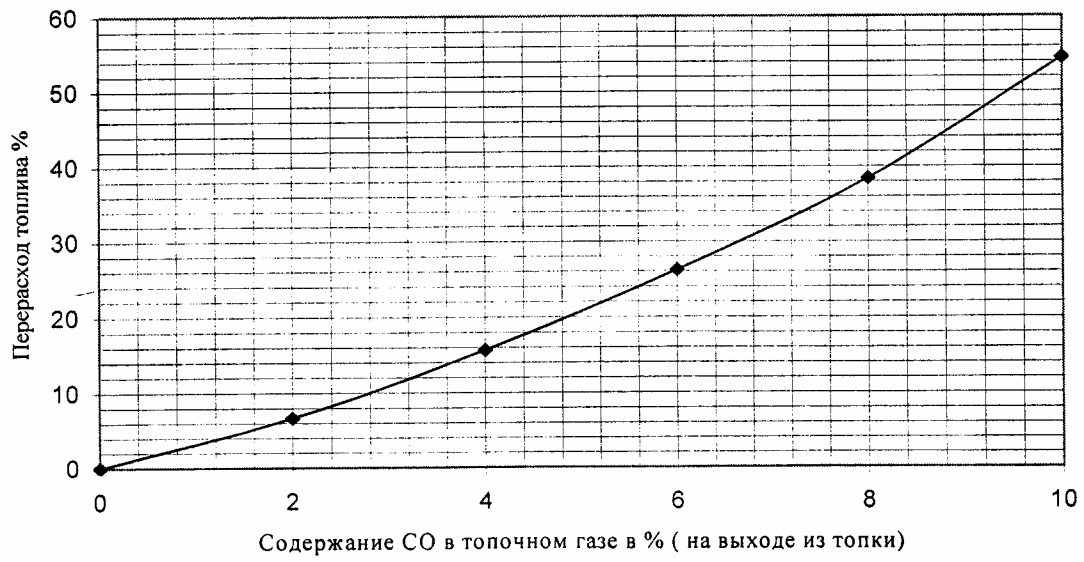 60
50
40
30
20
10
0
0 2 4 6 8 10
Перерасход топлива %
Содержание СО в топочном газе в % ( на выходе из топки)